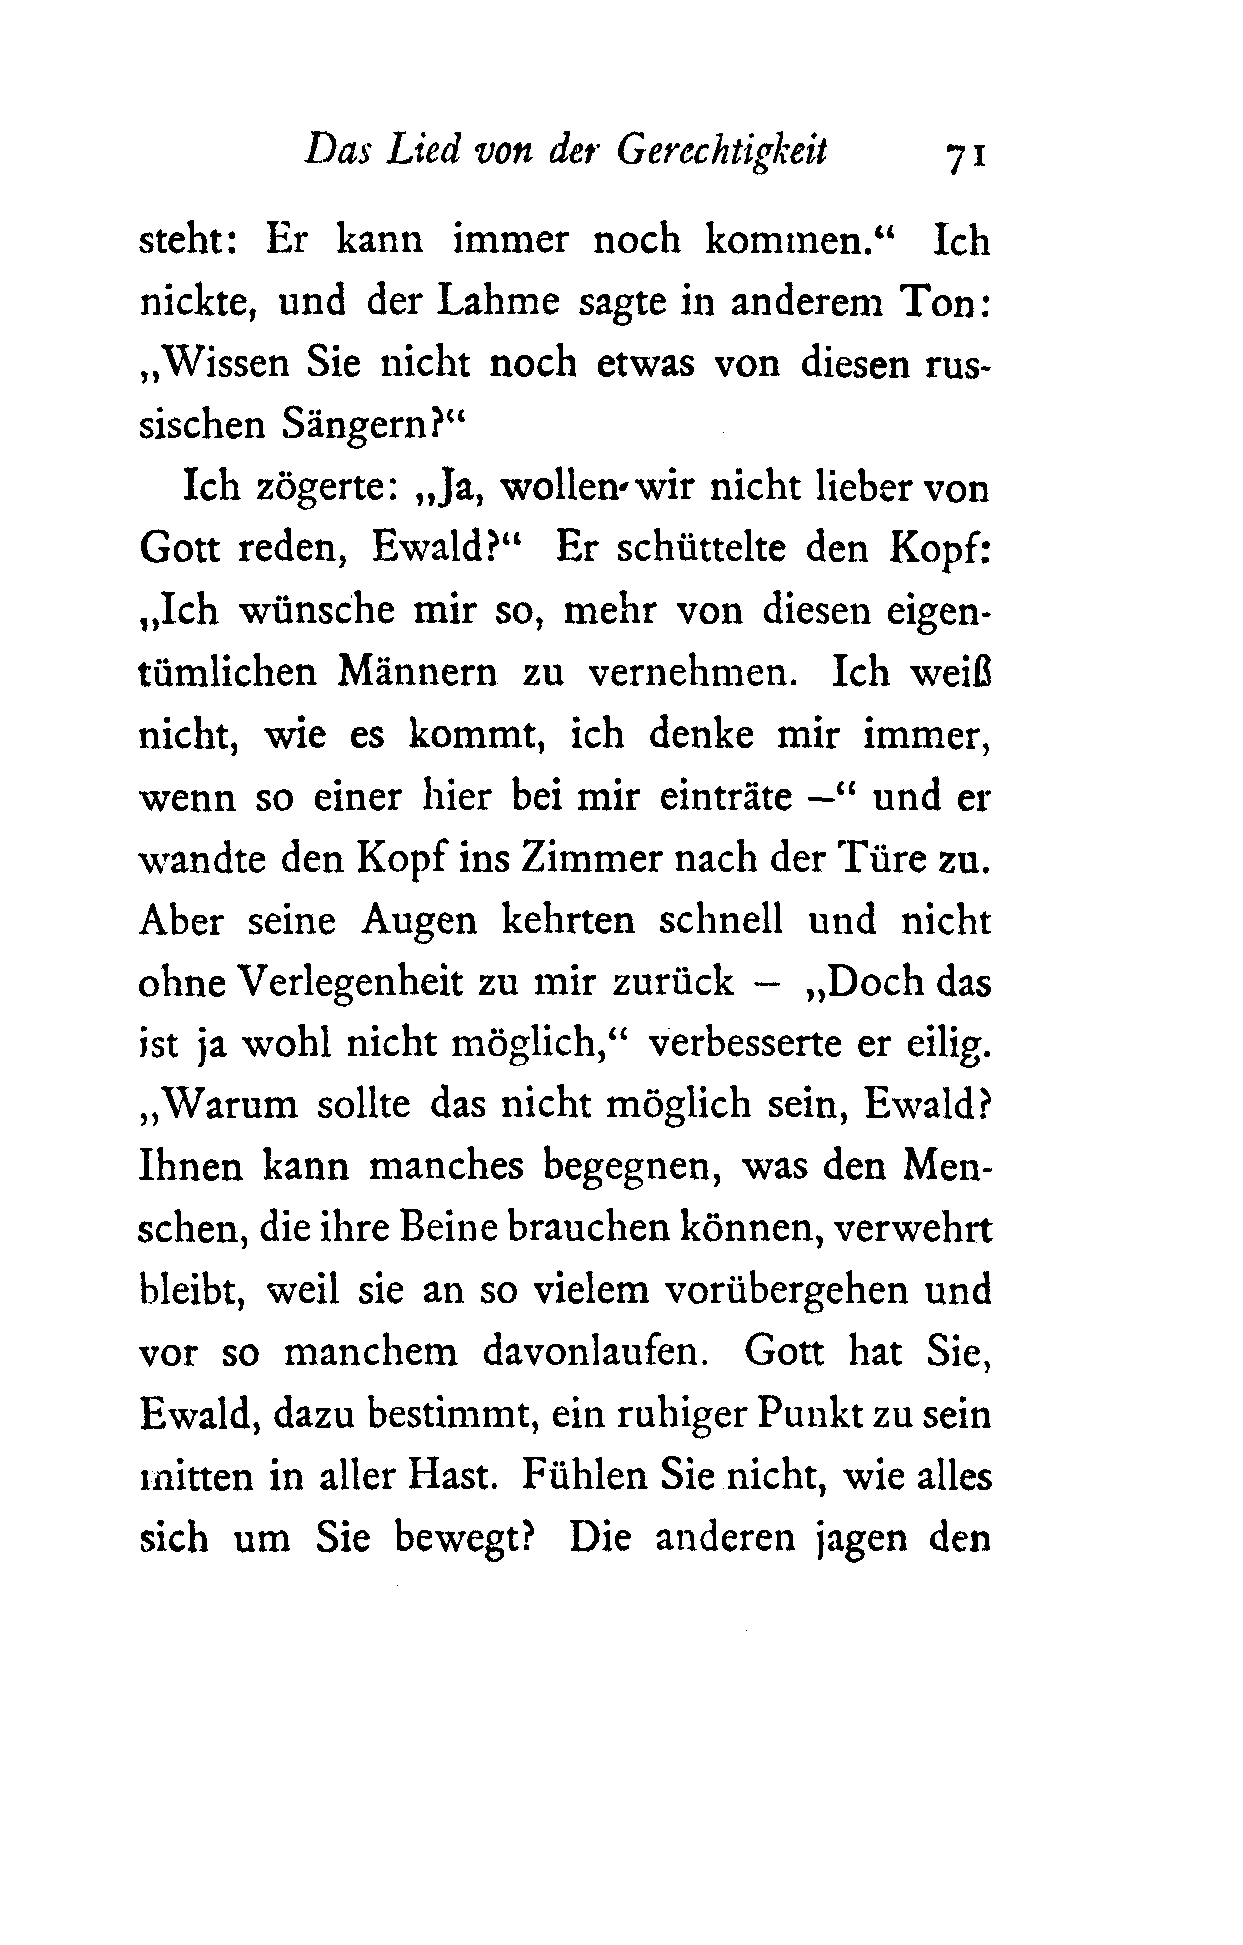 Das Lied von der Gerechtigkeit 71
steht: Er kann immer noch kommen.“ Ich
nickte, und der Lahme sagte in anderem Ton:
„Wissen Sie nicht noch etwas von diesen rus-
sischen Sängern?“
Ich zögerte: „Ja, wollen wir nicht lieber von
Gott reden, Ewald?“ Er schüttelte den Kopf:
„Ich wünsche mir so, mehr von diesen eigen-
tümlichen Männern zu vernehmen. Ich weiß
nicht, wie es kommt, ich denke mir immer,
wenn so einer hier bei mir einträte –“ und er
wandte den Kopf ins Zimmer nach der Türe zu.
Aber seine Augen kehrten schnell und nicht
ohne Verlegenheit zu mir zurück – „Doch das
ist ja wohl nicht möglich,“ verbesserte er eilig.
„Warum sollte das nicht möglich sein, Ewald?
Ihnen kann manches begegnen, was den Men-
schen, die ihre Beine brauchen können, verwehrt
bleibt, weil sie an so vielem vorübergehen und
vor so manchem davonlaufen. Gott hat Sie,
Ewald, dazu bestimmt, ein ruhiger Punkt zu sein
mitten in aller Hast. Fühlen Sie nicht, wie alles
sich um Sie bewegt? Die anderen jagen den